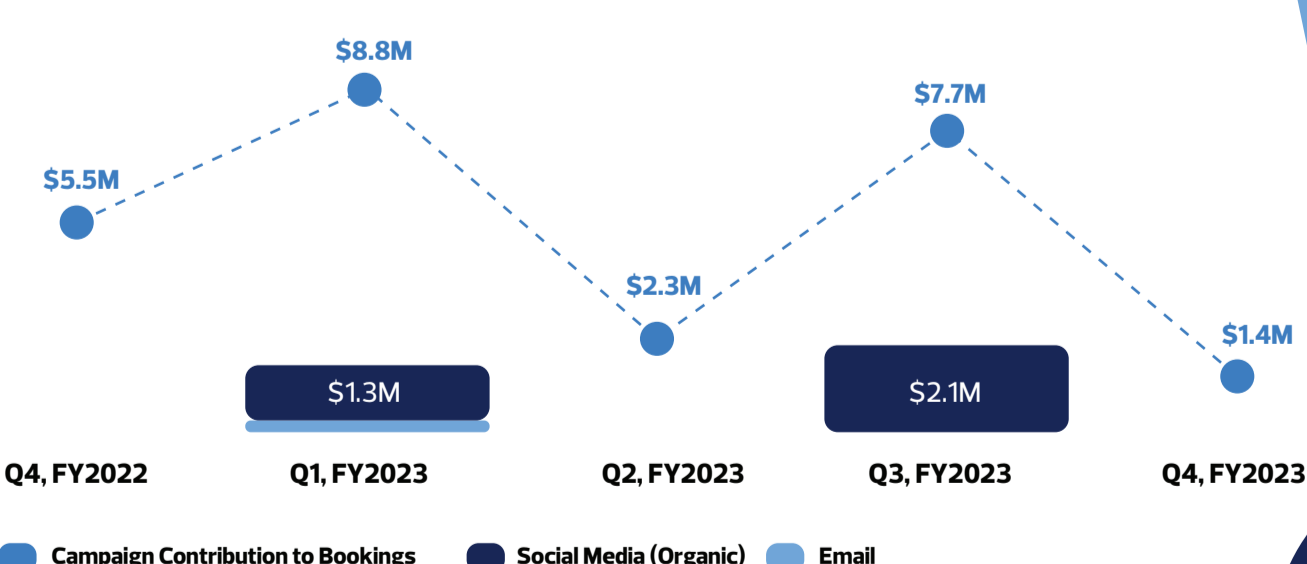 $8.8M
$7.7M
$5.5M
$2.3M
$1.4M
$1.3M
$2.1M
Q4, FY2022 Q1, FY2023 Q2, FY2023 Q3, FY2023 Q4, FY2023
Campaign Contribution to Bookings Social Media (Organic) Email